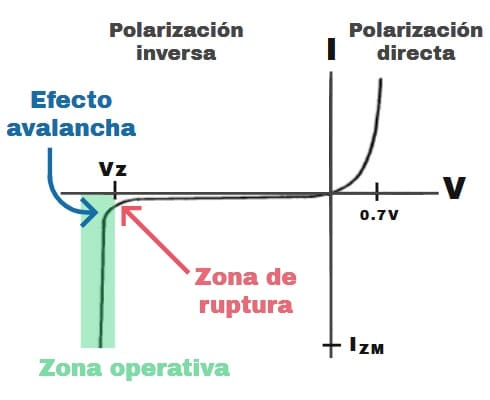 Polarización
inversa
Polarización
directa
I
Efecto
avalancha
Vz
V
0.7V
Zona de
ruptura
IZM
Zona operativa